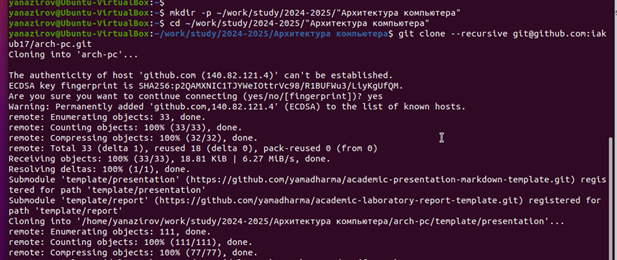 yanazirov@Ubuntu-VirtualBox:~$
yanazirov@Ubuntu-VirtualBox:~$ mkdir -p ~/work/study/2024-2025/"Архитектура компьютера"
yanazirov@Ubuntu-VirtualBox:~$ cd ~/work/study/2024-2025/"Архитектура компьютера"
yanazirov@Ubuntu-VirtualBox:~/work/study/2024-2025/Архитектура компьютера$ git clone --recursive git@github.com:iak
ub17/arch-pc.git
Cloning into 'arch-pc'...
The authenticity of host 'github.com (140.82.121.4)' can't be established.
ECDSA key fingerprint is SHA256:p2QAMXNIC1TJYWeIOttrVc98/R1BUFWu3/LiyKgUfQM.
Are you sure you want to continue connecting (yes/no/[fingerprint])? yes
Warning: Permanently added 'github.com,140.82.121.4' (ECDSA) to the list of known hosts.
remote: Enumerating objects: 33, done.
remote: Counting objects: 100% (33/33), done.
remote: Compressing objects: 100% (32/32), done.
remote: Total 33 (delta 1), reused 18 (delta 0), pack-reused 0 (from 0)
Receiving objects: 100% (33/33), 18.81 KiB | 6.27 MiB/s, done.
Resolving deltas: 100% (1/1), done.
Submodule 'template/presentation' (https://github.com/yamadharma/academic-presentation-markdown-template.git) regis
tered for path 'template/presentation'
Submodule 'template/report' (https://github.com/yamadharma/academic-laboratory-report-template.git) registered for
path 'template/report'
Cloning into '/home/yanazirov/work/study/2024-2025/Архитектура компьютера/arch-pc/template/presentation'...
remote: Enumerating objects: 111, done.
remote: Counting objects: 100% (111/111), done.
remote: Compressing objects: 100% (77/77), done.